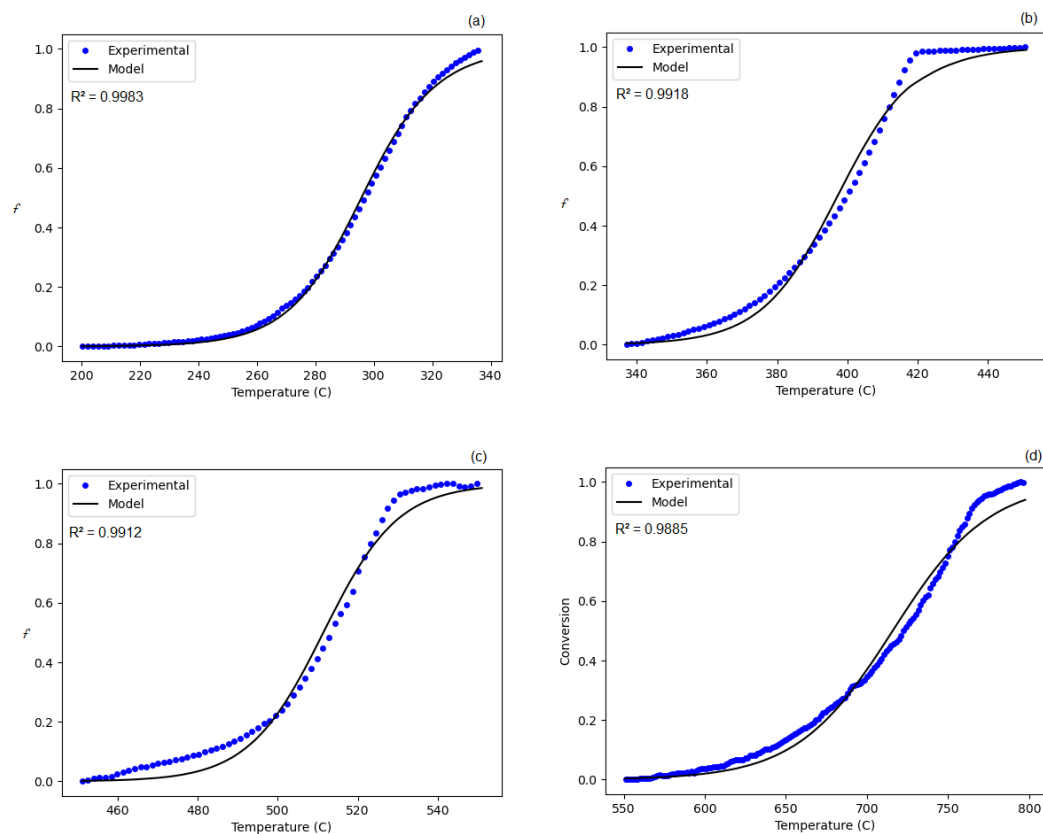 (a)
1.0
0.8
0.6
0.4
0.2
0.0
f
Experimental
Model
R² = 0.9983
200 220 240 260 280 300 320 340
Temperature (C)
(b)
1.0
0.8
0.6
0.4
0.2
0.0
f
Experimental
Model
R² = 0.9918
340 360 380 400 420 440
Temperature (C)
(c)
1.0
0.8
0.6
0.4
0.2
0.0
f
Experimental
Model
R² = 0.9912
460 480 500 520 540
Temperature (C)
(d)
1.0
0.8
0.6
0.4
0.2
0.0
Conversion
Experimental
Model
R² = 0.9885
550 600 650 700 750 800
Temperature (C)